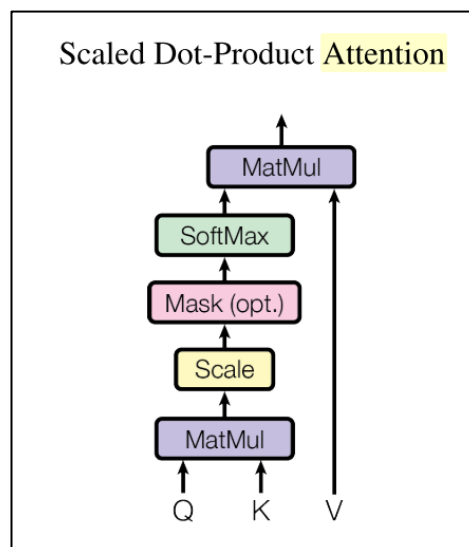 Scaled Dot-Product Attention
MatMul
SoftMax
Mask (opt.)
Scale
MatMul
Q K V